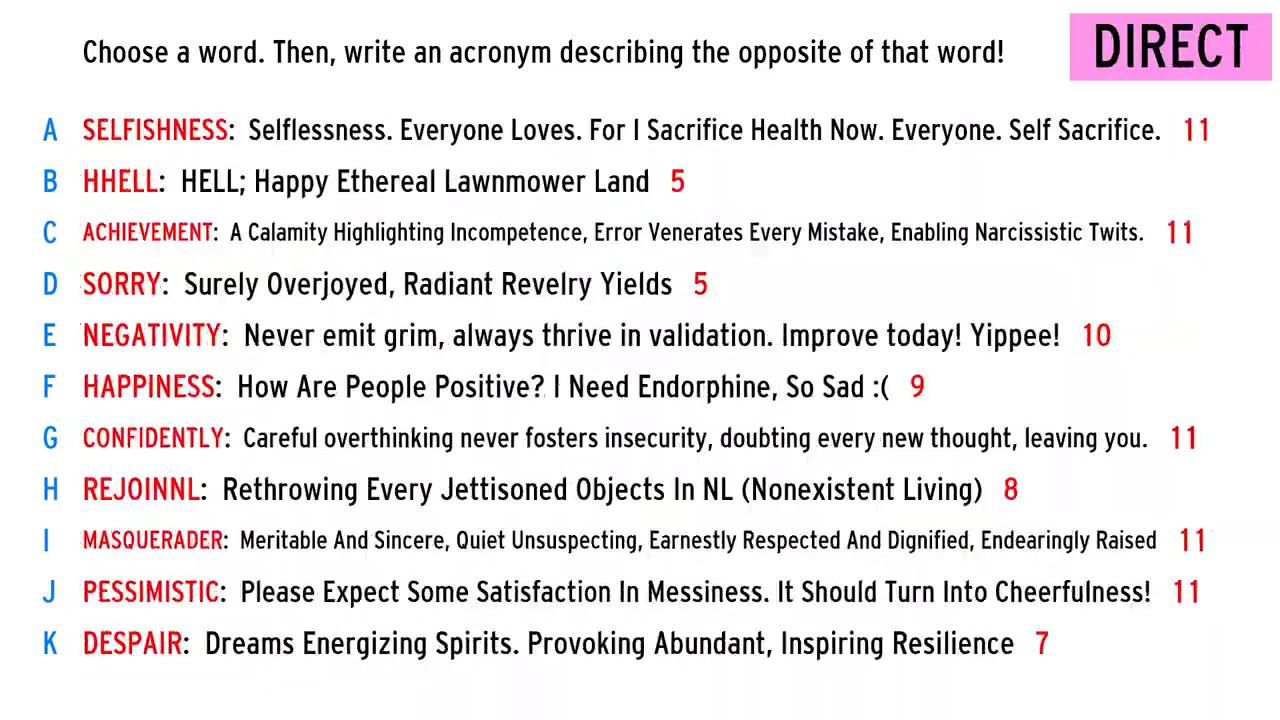 Choose a word. Then, write an acronym describing the opposite of that word!
DIRECT
A SELFISHNESS: Selflessness. Everyone Loves. For I Sacrifice Health Now. Everyone. Self Sacrifice. 11
B HHELL: HELL; Happy Ethereal Lawnmower Land 5
C ACHIEVEMENT: A Calamity Highlighting Incompetence, Error Venerates Every Mistake, Enabling Narcissistic Twits. 11
D SORRY: Surely Overjoyed, Radiant Revelry Yields 5
E NEGATIVITY: Never emit grim, always thrive in validation. Improve today! Yippee! 10
F HAPPINESS: How Are People Positive? I Need Endorphine, So Sad :( 9
G CONFIDENTLY: Careful overthinking never fosters insecurity, doubting every new thought, leaving you. 11
H REJOINNL: Rethrowing Every Jettisoned Objects In NL (Nonexistent Living) 8
I MASQUERADER: Meritable And Sincere, Quiet Unsuspecting, Earnestly Respected And Dignified, Endearingly Raised 11
J PESSIMISTIC: Please Expect Some Satisfaction In Messiness. It Should Turn Into Cheerfulness! 11
K DESPAIR: Dreams Energizing Spirits. Provoking Abundant, Inspiring Resilience 7